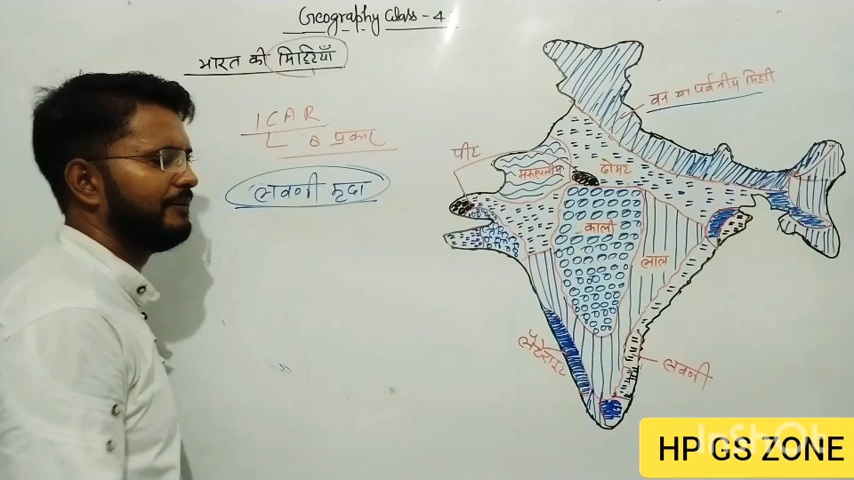 Geography Class - 4
भारत की मिट्टियाँ
ICAR
8 प्रकार
लवणी मृदा
वन या पर्वतीय मिट्टी
पीट
मरुस्थलीय
दोमट
काली
लाल
लैटेराइट
लवणी
HP GS ZONE
InShOt